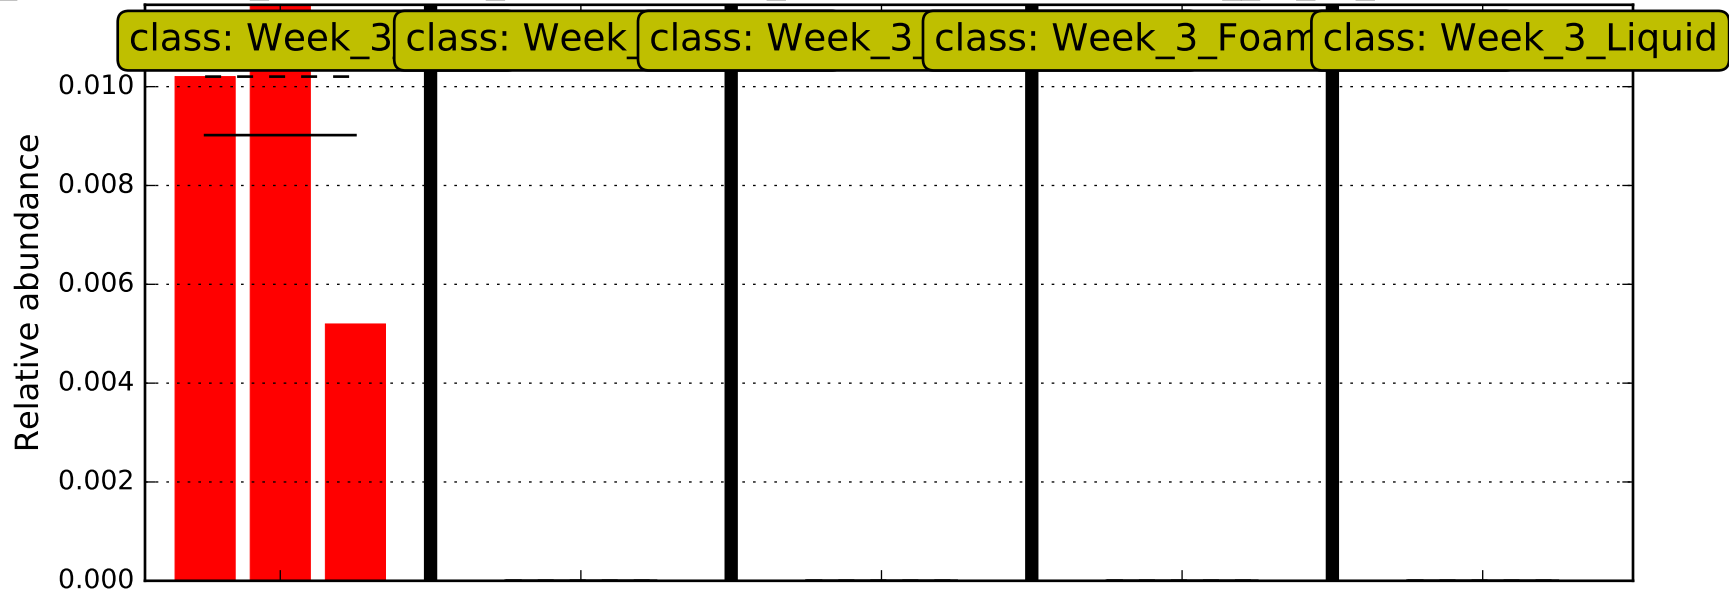 class: Week_3
class: Week_
class: Week_3_
class: Week_3_Foam
class: Week_3_Liquid
0.010
0.008
0.006
0.004
0.002
0.000
Relative abundance